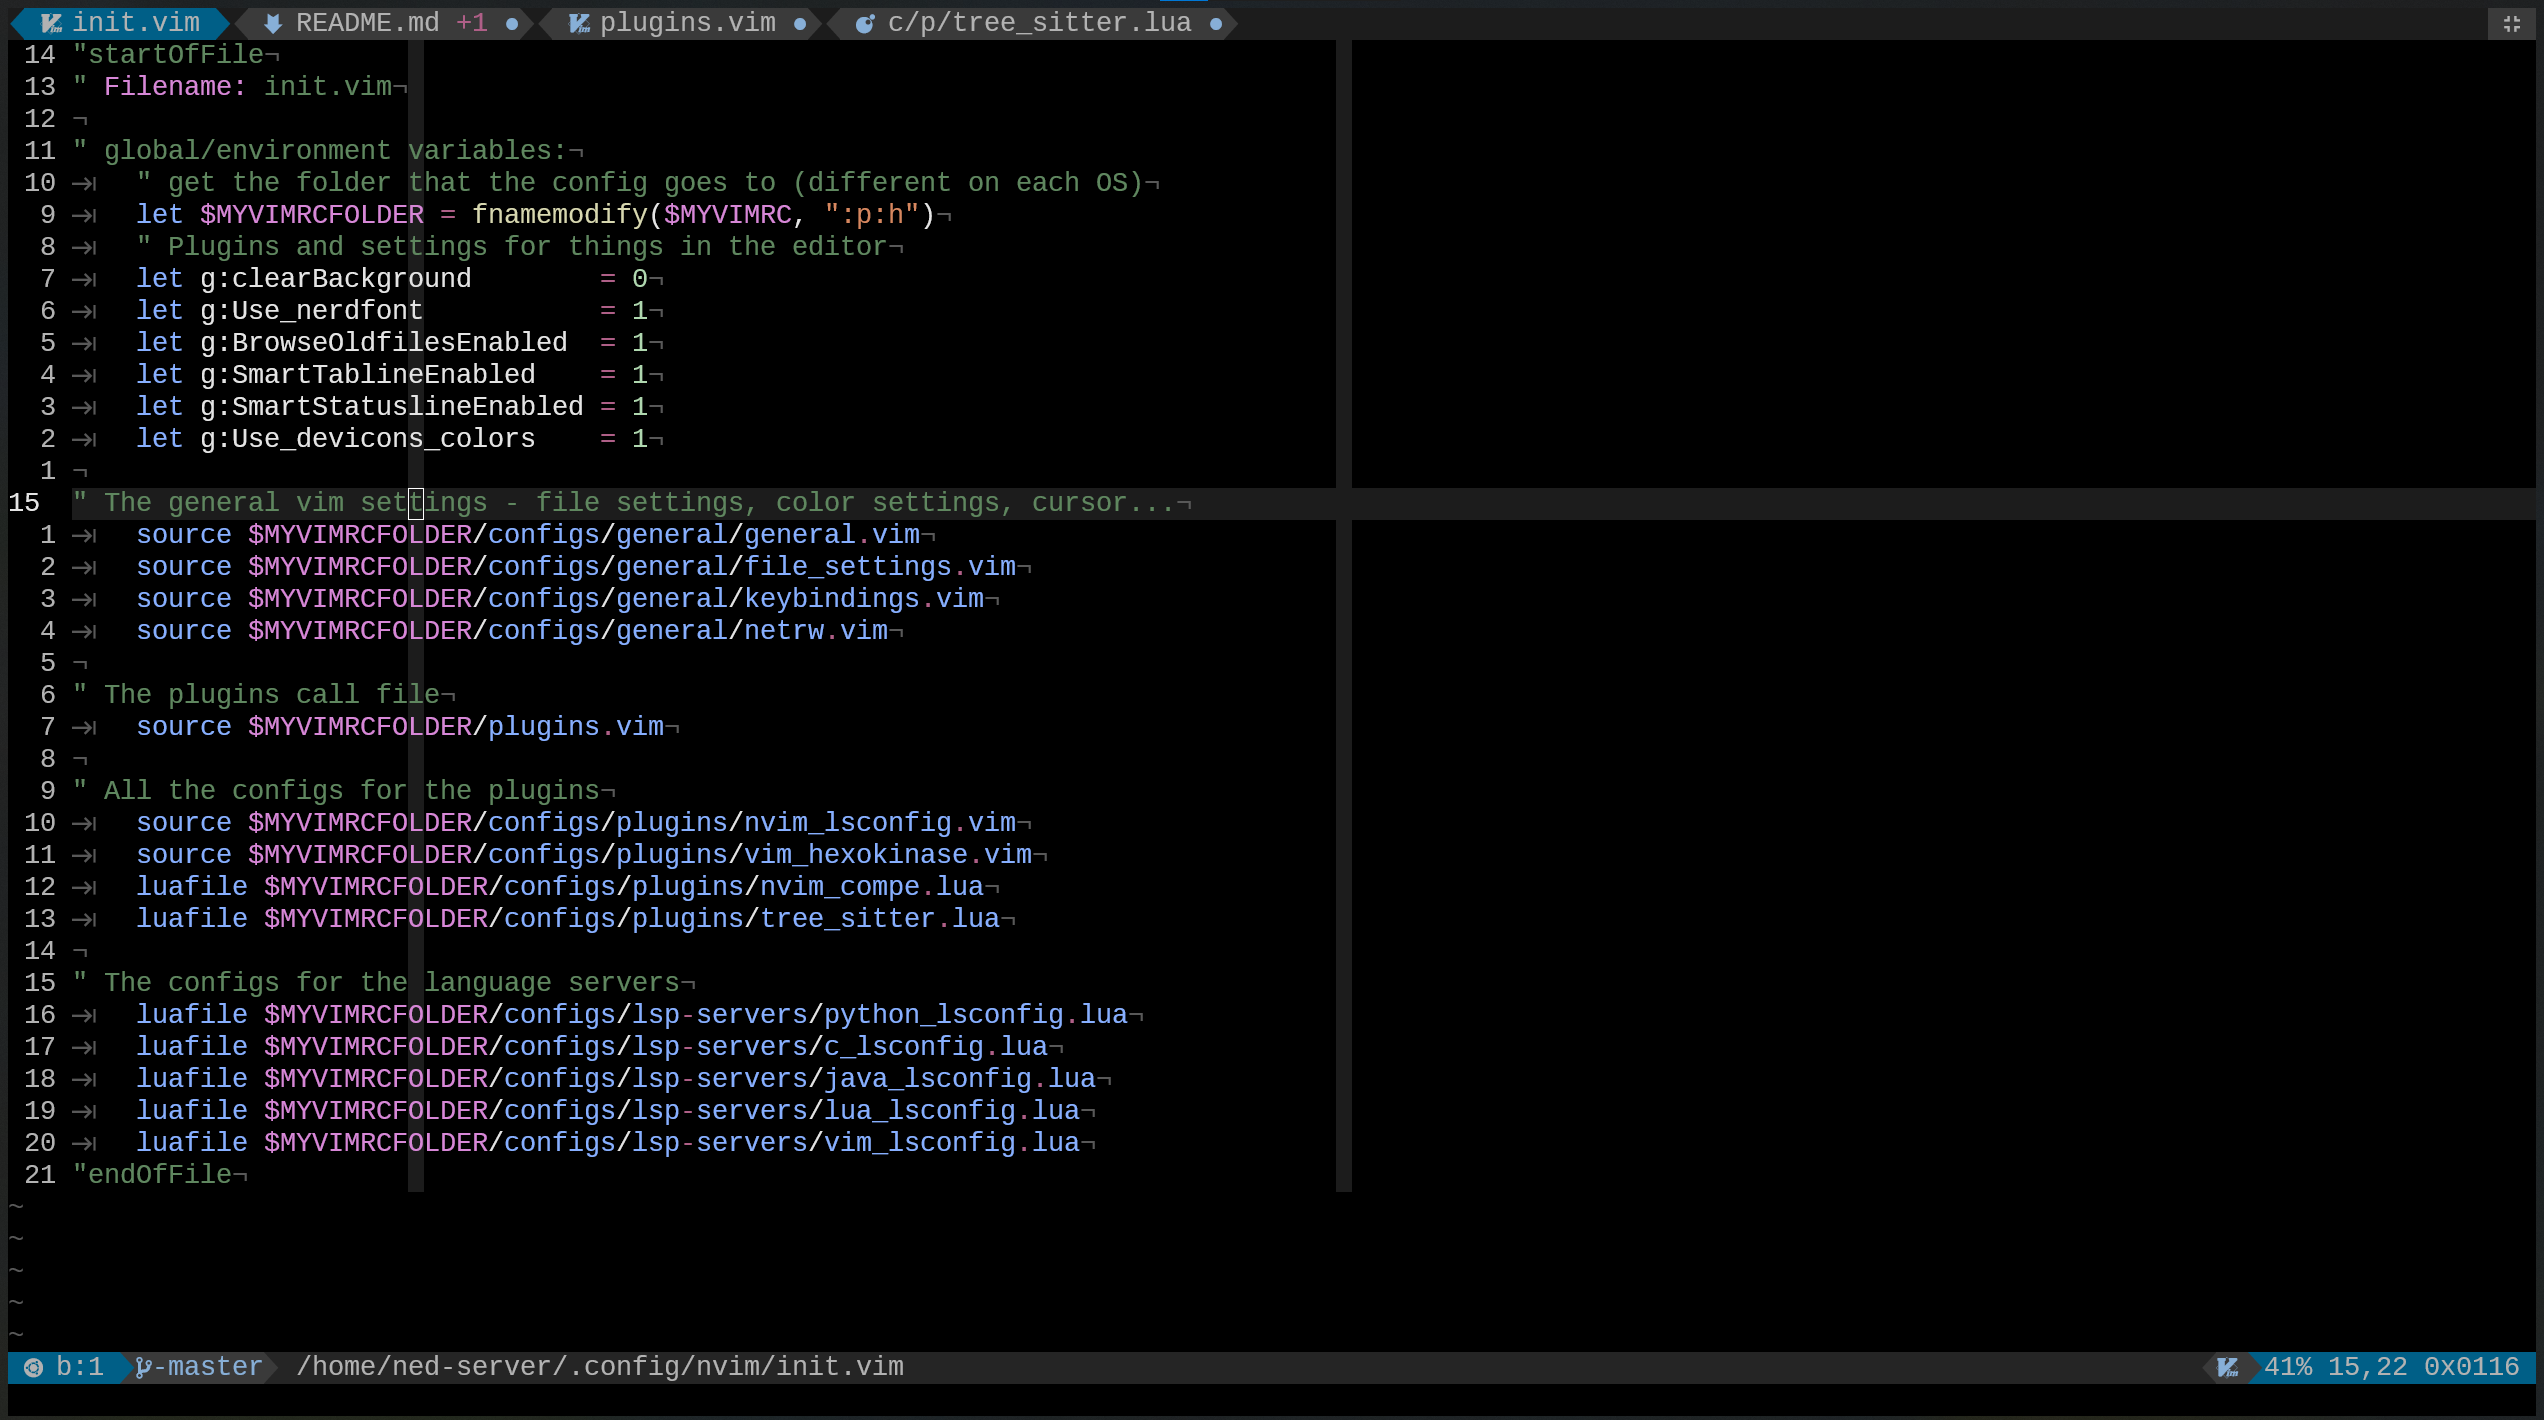 init.vim README.md +1 ● plugins.vim ● c/p/tree_sitter.lua ●
14 "startOfFile¬
13 " Filename: init.vim¬
12 ¬
11 " global/environment variables:¬
10 →| " get the folder that the config goes to (different on each OS)¬
9 →| let $MYVIMRCFOLDER = fnamemodify($MYVIMRC, ":p:h")¬
8 →| " Plugins and settings for things in the editor¬
7 →| let g:clearBackground = 0¬
6 →| let g:Use_nerdfont = 1¬
5 →| let g:BrowseOldfilesEnabled = 1¬
4 →| let g:SmartTablineEnabled = 1¬
3 →| let g:SmartStatuslineEnabled = 1¬
2 →| let g:Use_devicons_colors = 1¬
1 ¬
15 " The general vim settings - file settings, color settings, cursor...¬
1 →| source $MYVIMRCFOLDER/configs/general/general.vim¬
2 →| source $MYVIMRCFOLDER/configs/general/file_settings.vim¬
3 →| source $MYVIMRCFOLDER/configs/general/keybindings.vim¬
4 →| source $MYVIMRCFOLDER/configs/general/netrw.vim¬
5 ¬
6 " The plugins call file¬
7 →| source $MYVIMRCFOLDER/plugins.vim¬
8 ¬
9 " All the configs for the plugins¬
10 →| source $MYVIMRCFOLDER/configs/plugins/nvim_lsconfig.vim¬
11 →| source $MYVIMRCFOLDER/configs/plugins/vim_hexokinase.vim¬
12 →| luafile $MYVIMRCFOLDER/configs/plugins/nvim_compe.lua¬
13 →| luafile $MYVIMRCFOLDER/configs/plugins/tree_sitter.lua¬
14 ¬
15 " The configs for the language servers¬
16 →| luafile $MYVIMRCFOLDER/configs/lsp-servers/python_lsconfig.lua¬
17 →| luafile $MYVIMRCFOLDER/configs/lsp-servers/c_lsconfig.lua¬
18 →| luafile $MYVIMRCFOLDER/configs/lsp-servers/java_lsconfig.lua¬
19 →| luafile $MYVIMRCFOLDER/configs/lsp-servers/lua_lsconfig.lua¬
20 →| luafile $MYVIMRCFOLDER/configs/lsp-servers/vim_lsconfig.lua¬
21 "endOfFile¬
~
~
~
~
~
b:1 -master /home/ned-server/.config/nvim/init.vim 41% 15,22 0x0116